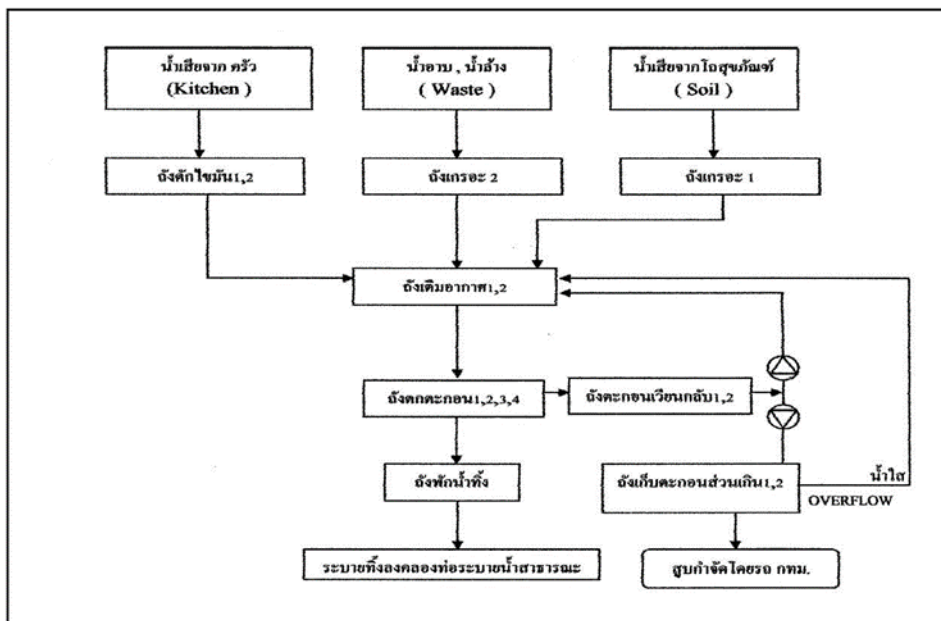 น้ำเสียจาก ครัว
(Kitchen)
น้ำอาบ , น้ำล้าง
( Waste )
น้ำเสียจากโถสุขภัณฑ์
( Soil )
ถังดักไขมัน1,2
ถังเกรอะ 2
ถังเกรอะ 1
ถังเติมอากาศ1,2
ถังตกตะกอน1,2,3,4
ถังตะกอนเวียนกลับ1,2
ถังพักน้ำทิ้ง
ถังเก็บตะกอนส่วนเกิน1,2
น้ำใส
OVERFLOW
ระบายทิ้งลงคลองท่อระบายน้ำสาธารณะ
สูบกำจัดโดยรถ กทม.